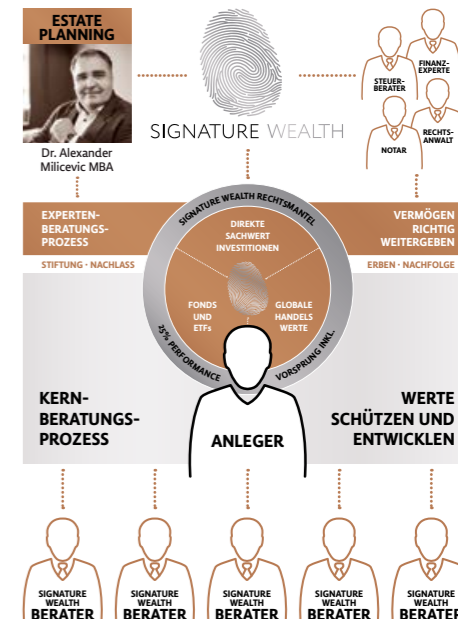 ESTATE
PLANNING
Dr. Alexander
Milicevic MBA
SIGNATURE WEALTH
FINANZ-
EXPERTE
STEUER-
BERATER
RECHTS-
ANWALT
NOTAR
EXPERTEN-
BERATUNGS-
PROZESS
STIFTUNG · NACHLASS
VERMÖGEN
RICHTIG
WEITERGEBEN
ERBEN · NACHFOLGE
SIGNATURE WEALTH RECHTSMANTEL
25% PERFORMANCE
VORSPRUNG INKL.
DIREKTE
SACHWERT
INVESTITIONEN
FONDS
UND
ETFs
GLOBALE
HANDELS
WERTE
KERN-
BERATUNGS-
PROZESS
ANLEGER
WERTE
SCHÜTZEN UND
ENTWICKLEN
SIGNATURE
WEALTH
BERATER
SIGNATURE
WEALTH
BERATER
SIGNATURE
WEALTH
BERATER
SIGNATURE
WEALTH
BERATER
SIGNATURE
WEALTH
BERATER